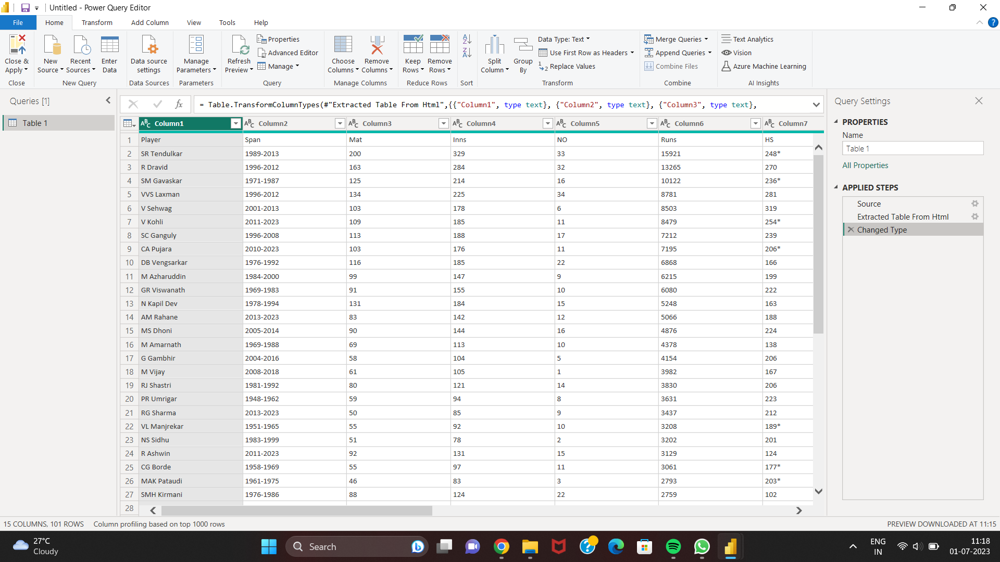 Untitled - Power Query Editor
File Home Transform Add Column View Tools Help
Close & Apply
Close
New Source
Recent Sources
Enter Data
New Query
Data source settings
Data Sources
Manage Parameters
Parameters
Refresh Preview
Properties
Advanced Editor
Manage
Query
Choose Columns
Remove Columns
Manage Columns
Keep Rows
Remove Rows
Reduce Rows
Sort
Split Column
Group By
Data Type: Text
Use First Row as Headers
Replace Values
Transform
Merge Queries
Append Queries
Combine Files
Combine
Text Analytics
Vision
Azure Machine Learning
AI Insights
Queries [1]
Table 1
fx = Table.TransformColumnTypes(#"Extracted Table From Html",{{"Column1", type text}, {"Column2", type text}, {"Column3", type text},
Column1 Column2 Column3 Column4 Column5 Column6 Column7
1 Player Span Mat Inns NO Runs HS
2 SR Tendulkar 1989-2013 200 329 33 15921 248*
3 R Dravid 1996-2012 163 284 32 13265 270
4 SM Gavaskar 1971-1987 125 214 16 10122 236*
5 VVS Laxman 1996-2012 134 225 34 8781 281
6 V Sehwag 2001-2013 103 178 6 8503 319
7 V Kohli 2011-2023 109 185 11 8479 254*
8 SC Ganguly 1996-2008 113 188 17 7212 239
9 CA Pujara 2010-2023 103 176 11 7195 206*
10 DB Vengsarkar 1976-1992 116 185 22 6868 166
11 M Azharuddin 1984-2000 99 147 9 6215 199
12 GR Viswanath 1969-1983 91 155 10 6080 222
13 N Kapil Dev 1978-1994 131 184 15 5248 163
14 AM Rahane 2013-2023 83 142 12 5066 188
15 MS Dhoni 2005-2014 90 144 16 4876 224
16 M Amarnath 1969-1988 69 113 10 4378 138
17 G Gambhir 2004-2016 58 104 5 4154 206
18 M Vijay 2008-2018 61 105 1 3982 167
19 RJ Shastri 1981-1992 80 121 14 3830 206
20 PR Umrigar 1948-1962 59 94 8 3631 223
21 RG Sharma 2013-2023 50 85 9 3437 212
22 VL Manjrekar 1951-1965 55 92 10 3208 189*
23 NS Sidhu 1983-1999 51 78 2 3202 201
24 R Ashwin 2011-2023 92 131 15 3129 124
25 CG Borde 1958-1969 55 97 11 3061 177*
26 MAK Pataudi 1961-1975 46 83 3 2793 203*
27 SMH Kirmani 1976-1986 88 124 22 2759 102
28
Query Settings
PROPERTIES
Name
Table 1
All Properties
APPLIED STEPS
Source
Extracted Table From Html
Changed Type
15 COLUMNS, 101 ROWS Column profiling based on top 1000 rows
PREVIEW DOWNLOADED AT 11:15
27°C
Cloudy
Search
ENG
IN
11:18
01-07-2023